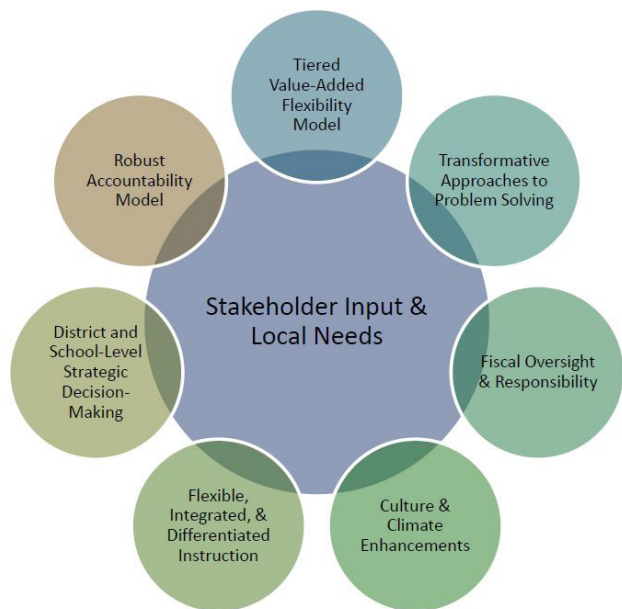 Tiered
Value-Added
Flexibility
Model
Transformative
Approaches to
Problem Solving
Fiscal Oversight
& Responsibility
Culture &
Climate
Enhancements
Flexible,
Integrated, &
Differentiated
Instruction
District and
School-Level
Strategic
Decision-
Making
Robust
Accountability
Model
Stakeholder Input &
Local Needs